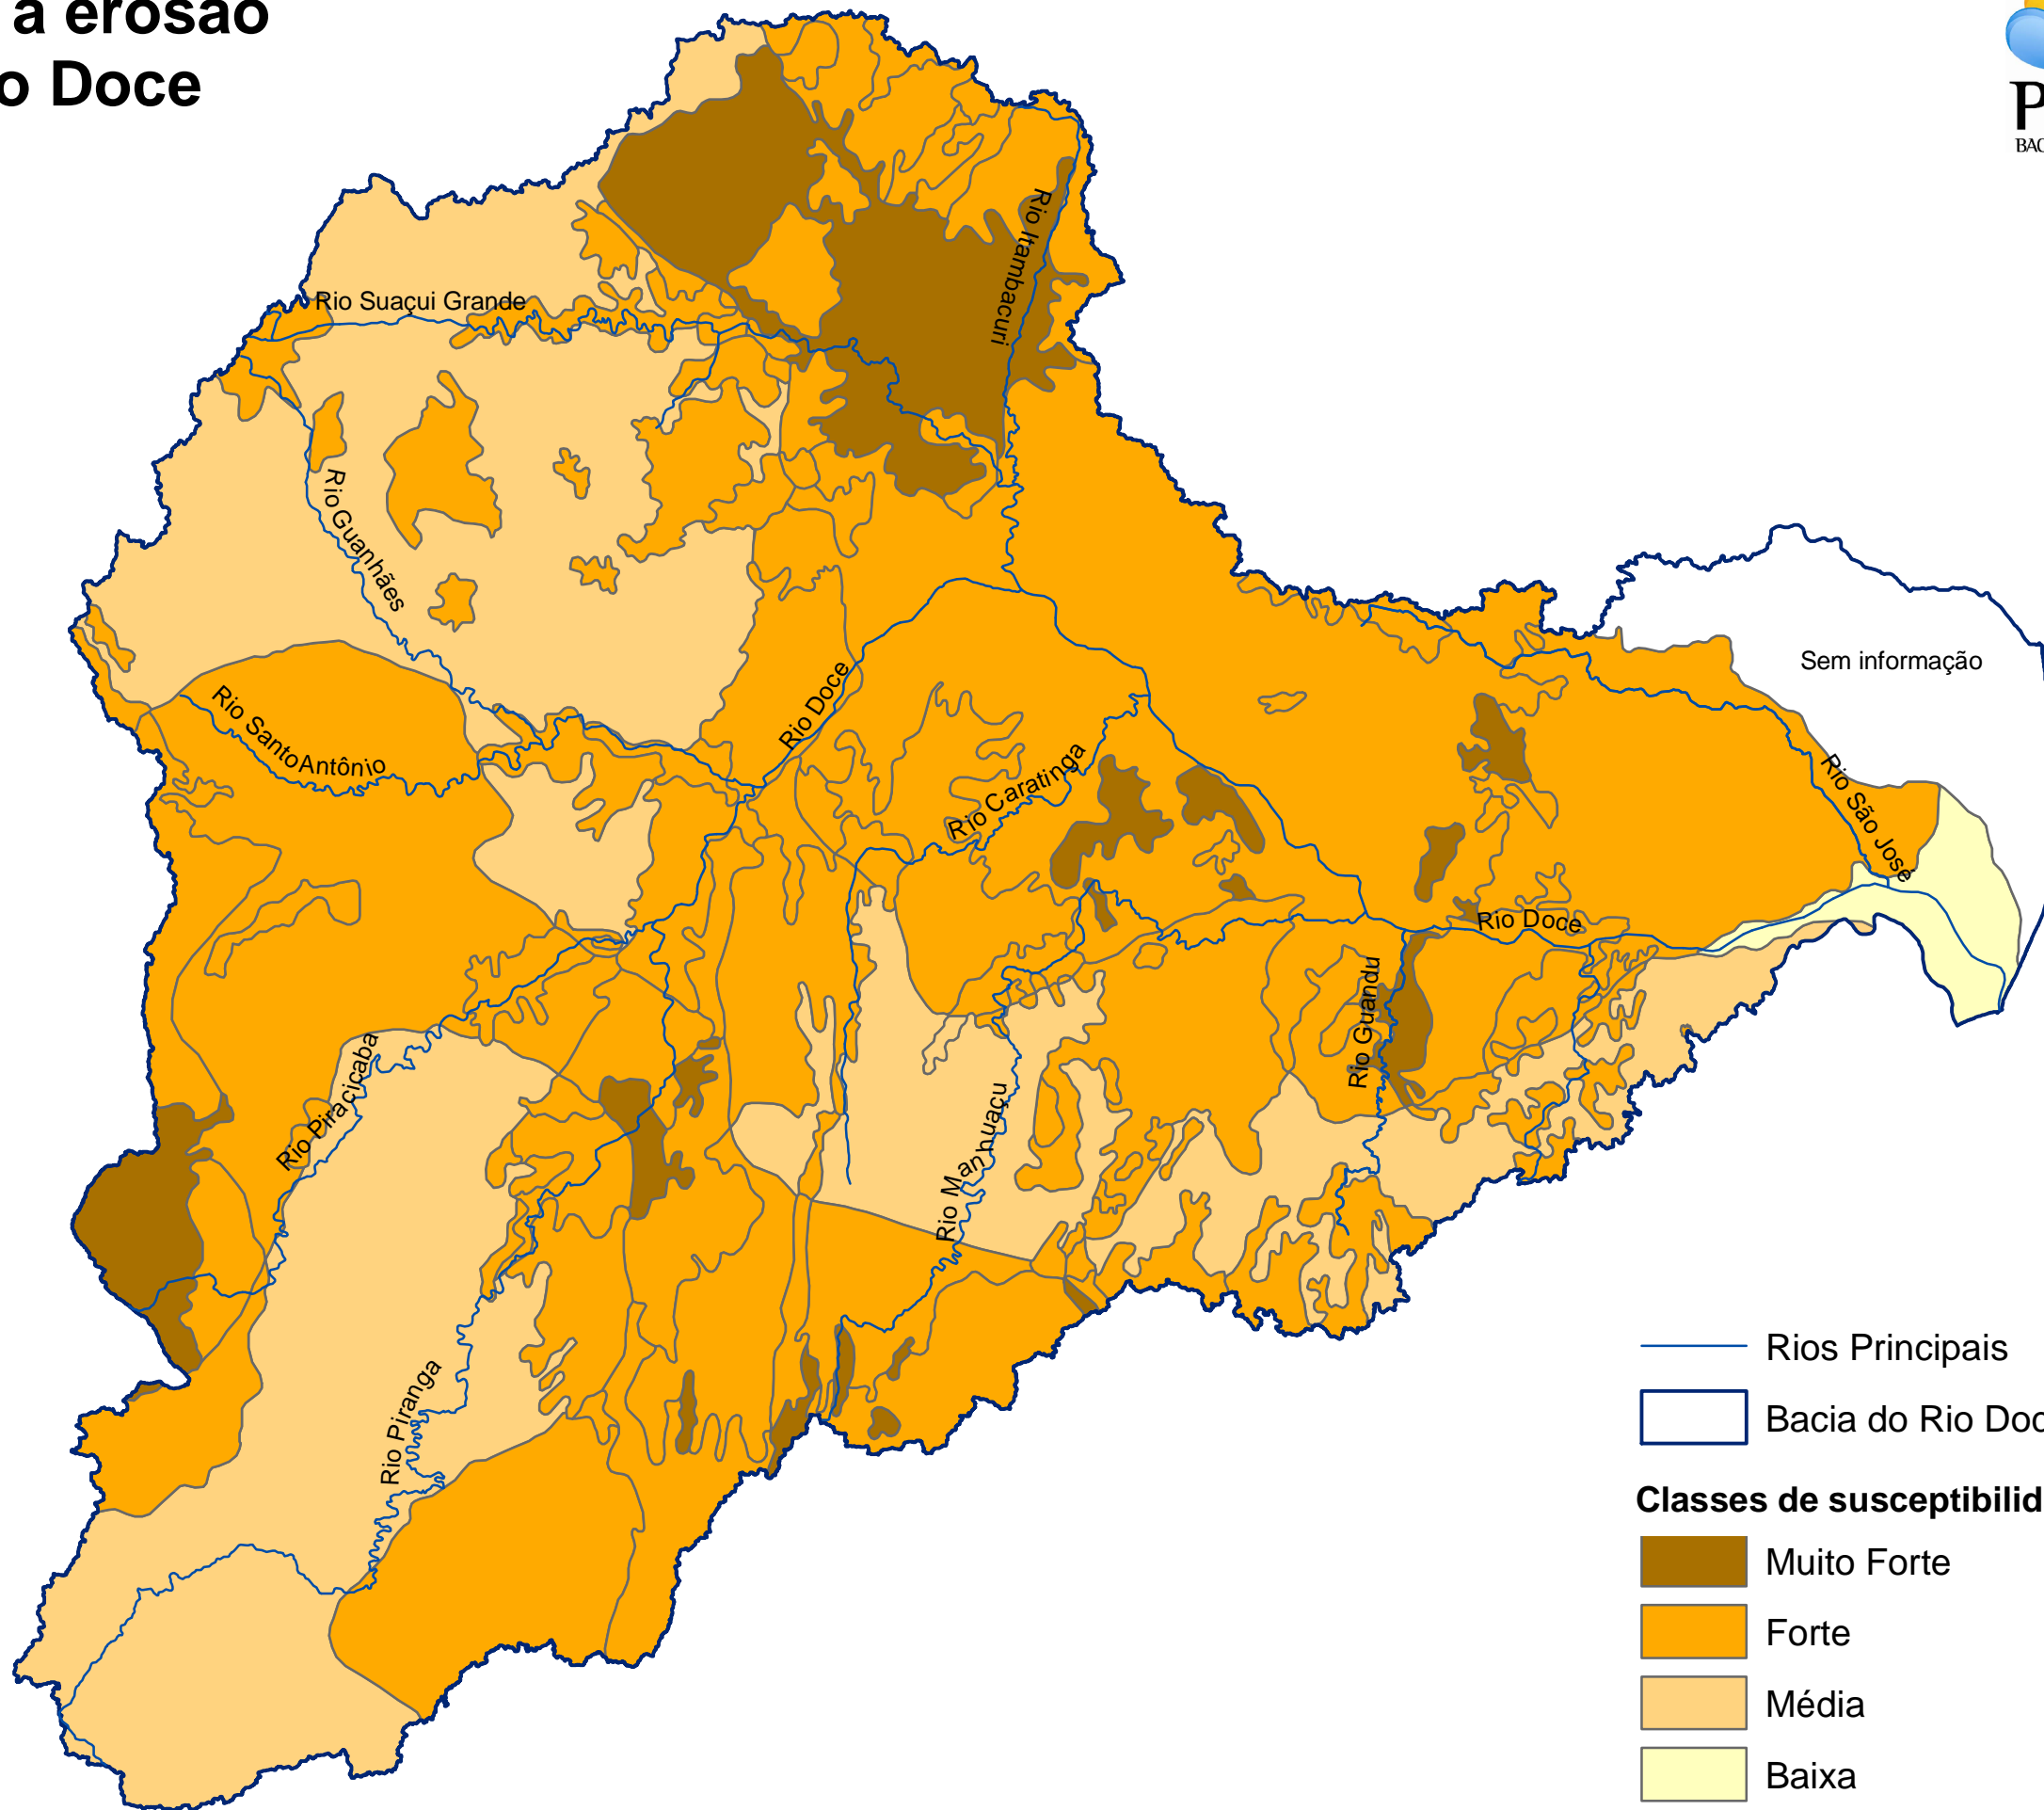 a erosão
o Doce
P
BAC
Rio Itambacuri
Rio Suaçui Grande
Rio Guanhães
Sem informação
Rio Doce
Rio Santo Antônio
Rio Caratinga
Rio São José
Rio Doce
Rio Guandu
Rio Piracicaba
Rio Manhuaçu
Rio Piranga
Rios Principais
Bacia do Rio Doc
Classes de susceptibilid
Muito Forte
Forte
Média
Baixa